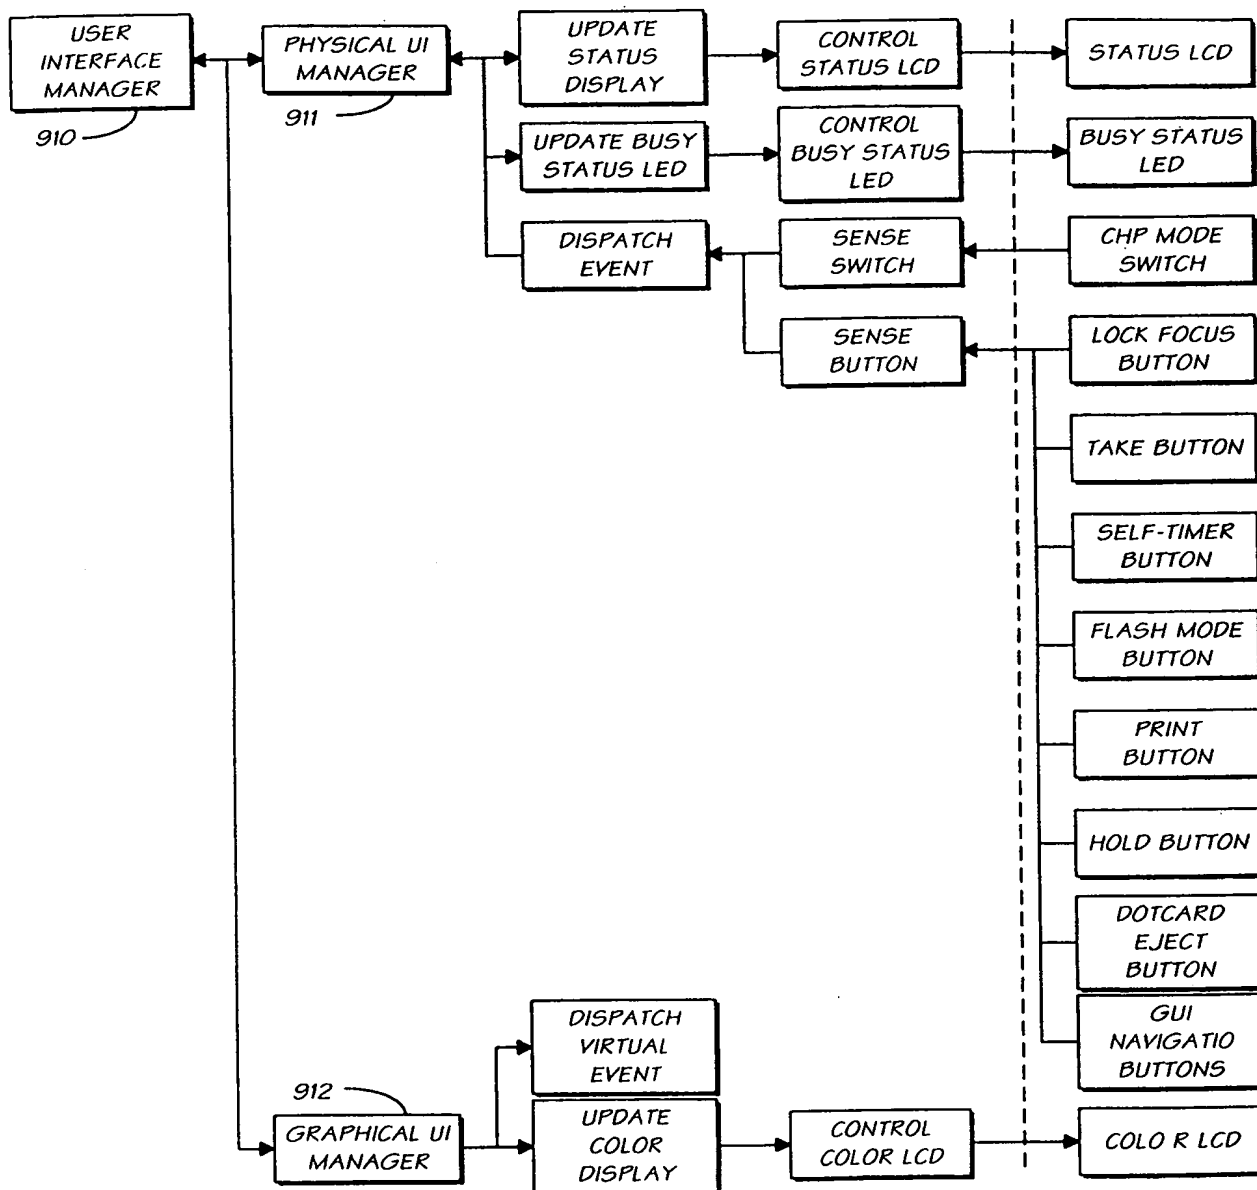 USER
INTERFACE
MANAGER
910
PHYSICAL UI
MANAGER
911
UPDATE
STATUS
DISPLAY
CONTROL
STATUS LCD
STATUS LCD
UPDATE BUSY
STATUS LED
CONTROL
BUSY STATUS
LED
BUSY STATUS
LED
DISPATCH
EVENT
SENSE
SWITCH
CHP MODE
SWITCH
SENSE
BUTTON
LOCK FOCUS
BUTTON
TAKE BUTTON
SELF-TIMER
BUTTON
FLASH MODE
BUTTON
PRINT
BUTTON
HOLD BUTTON
DOTCARD
EJECT
BUTTON
GUI
NAVIGATIO
BUTTONS
DISPATCH
VIRTUAL
EVENT
912
GRAPHICAL UI
MANAGER
UPDATE
COLOR
DISPLAY
CONTROL
COLOR LCD
COLO R LCD